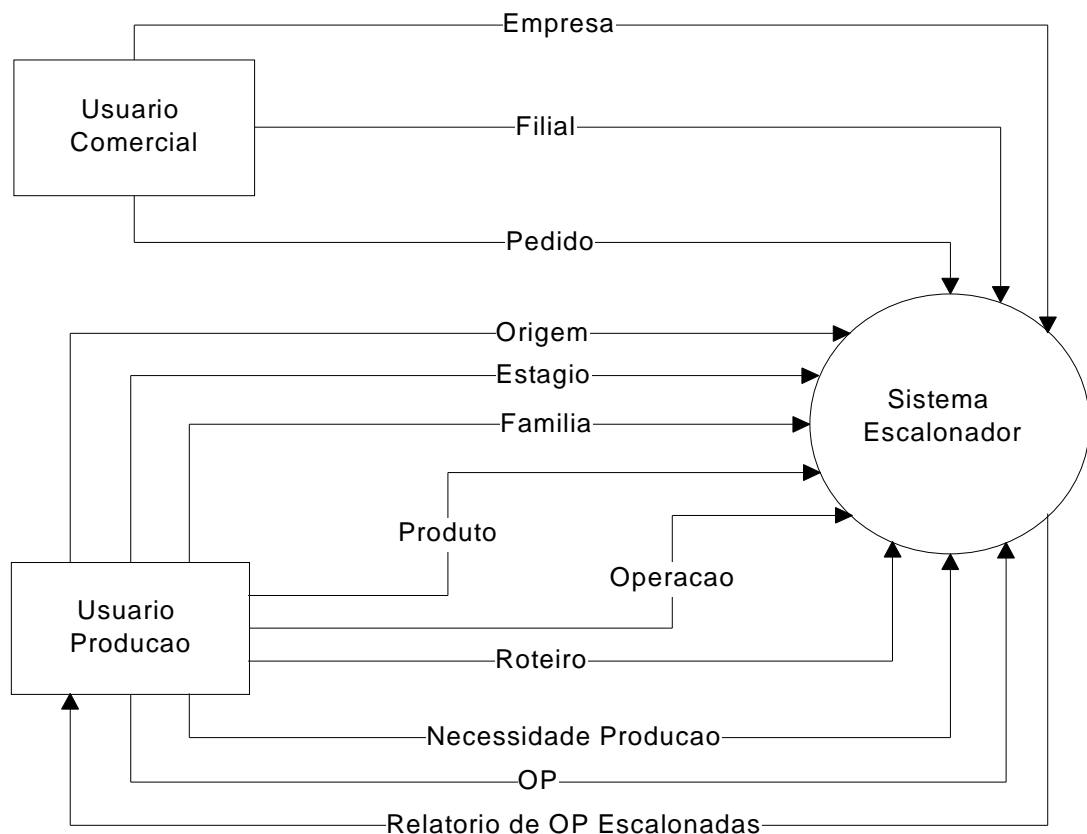 Empresa
Usuario
Comercial
Filial
Pedido
Origem
Estagio
Familia
Sistema
Escalonador
Produto
Operacao
Usuario
Producao
Roteiro
Necessidade Producao
OP
Relatorio de OP Escalonadas